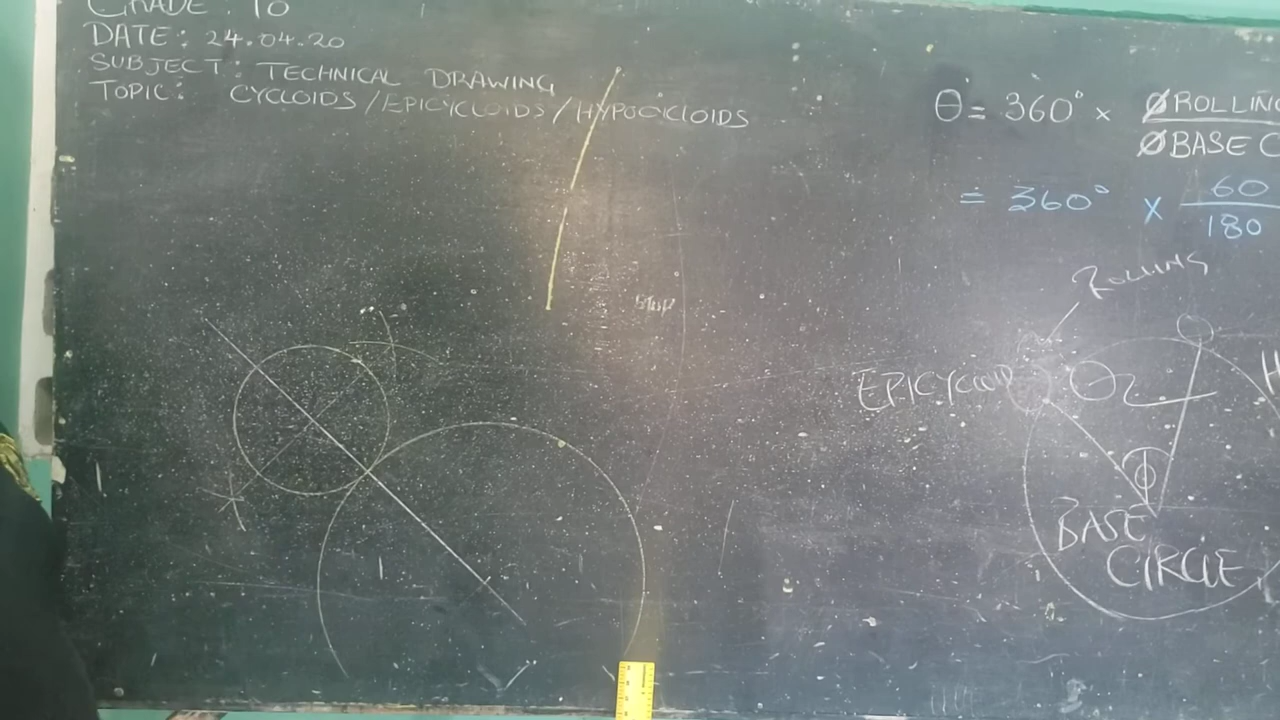 GRADE: 10
DATE: 24.04.20
SUBJECT: TECHNICAL DRAWING
TOPIC: CYCLOIDS/EPICYCLOIDS/HYPOCYCLOIDS
θ = 360° × ØROLLING
ØBASE C
= 360° × 60
180
ROLLING
EPICYCLOID
H
BASE
CIRCLE